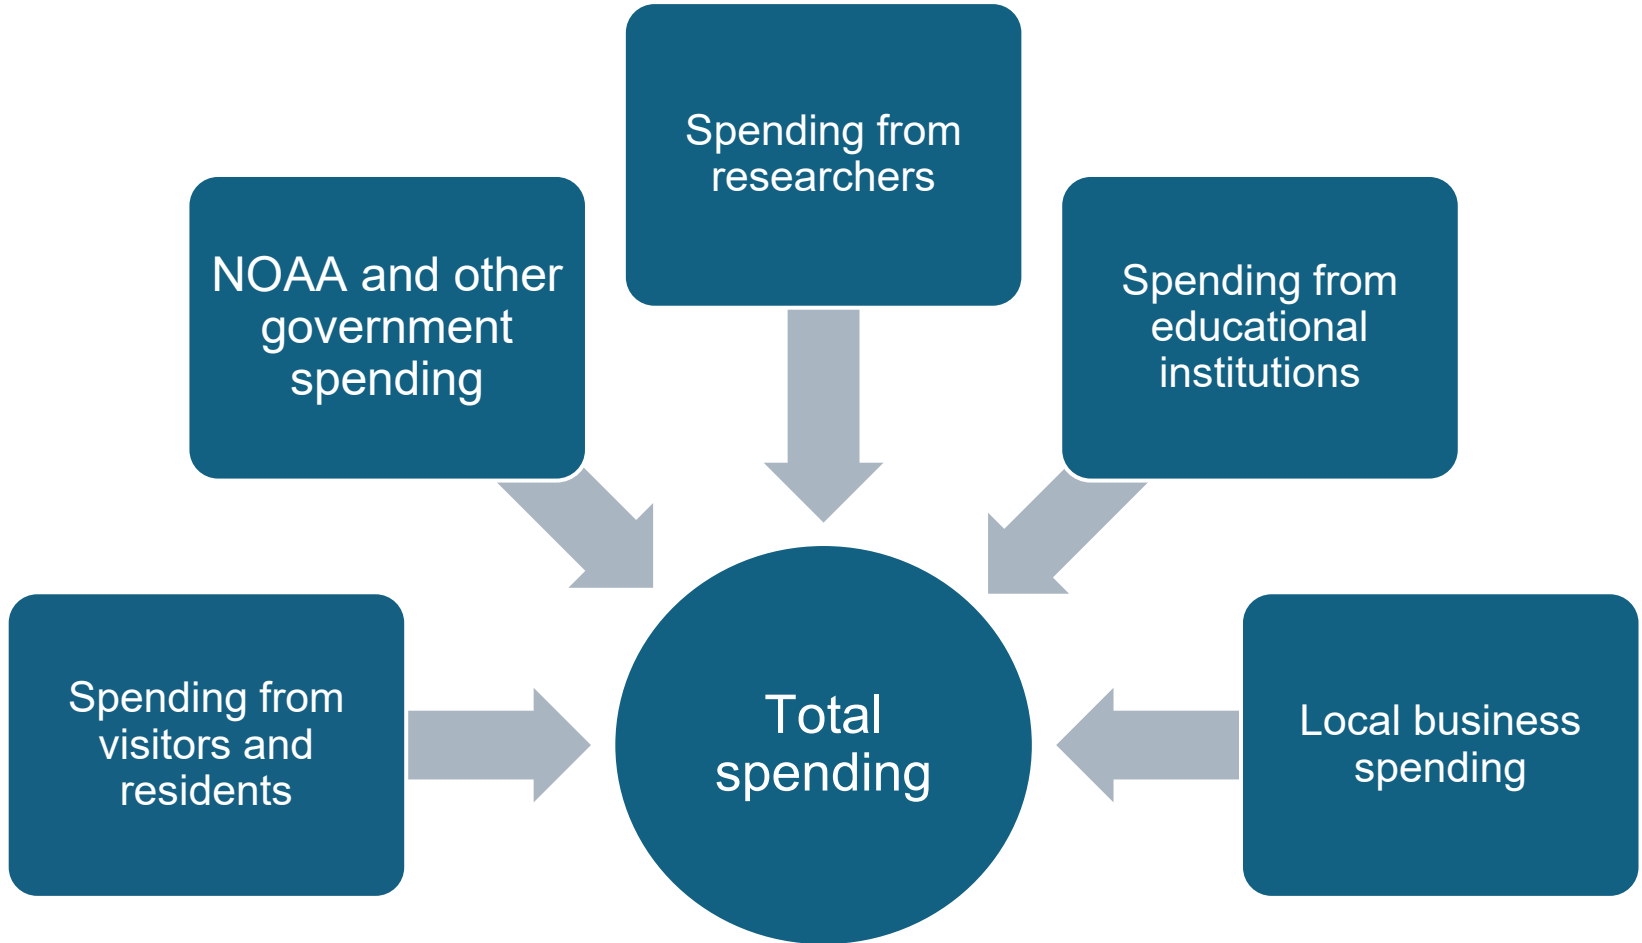 Spending from
researchers
NOAA and other
government
spending
Spending from
educational
institutions
Spending from
visitors and
residents
Total
spending
Local business
spending